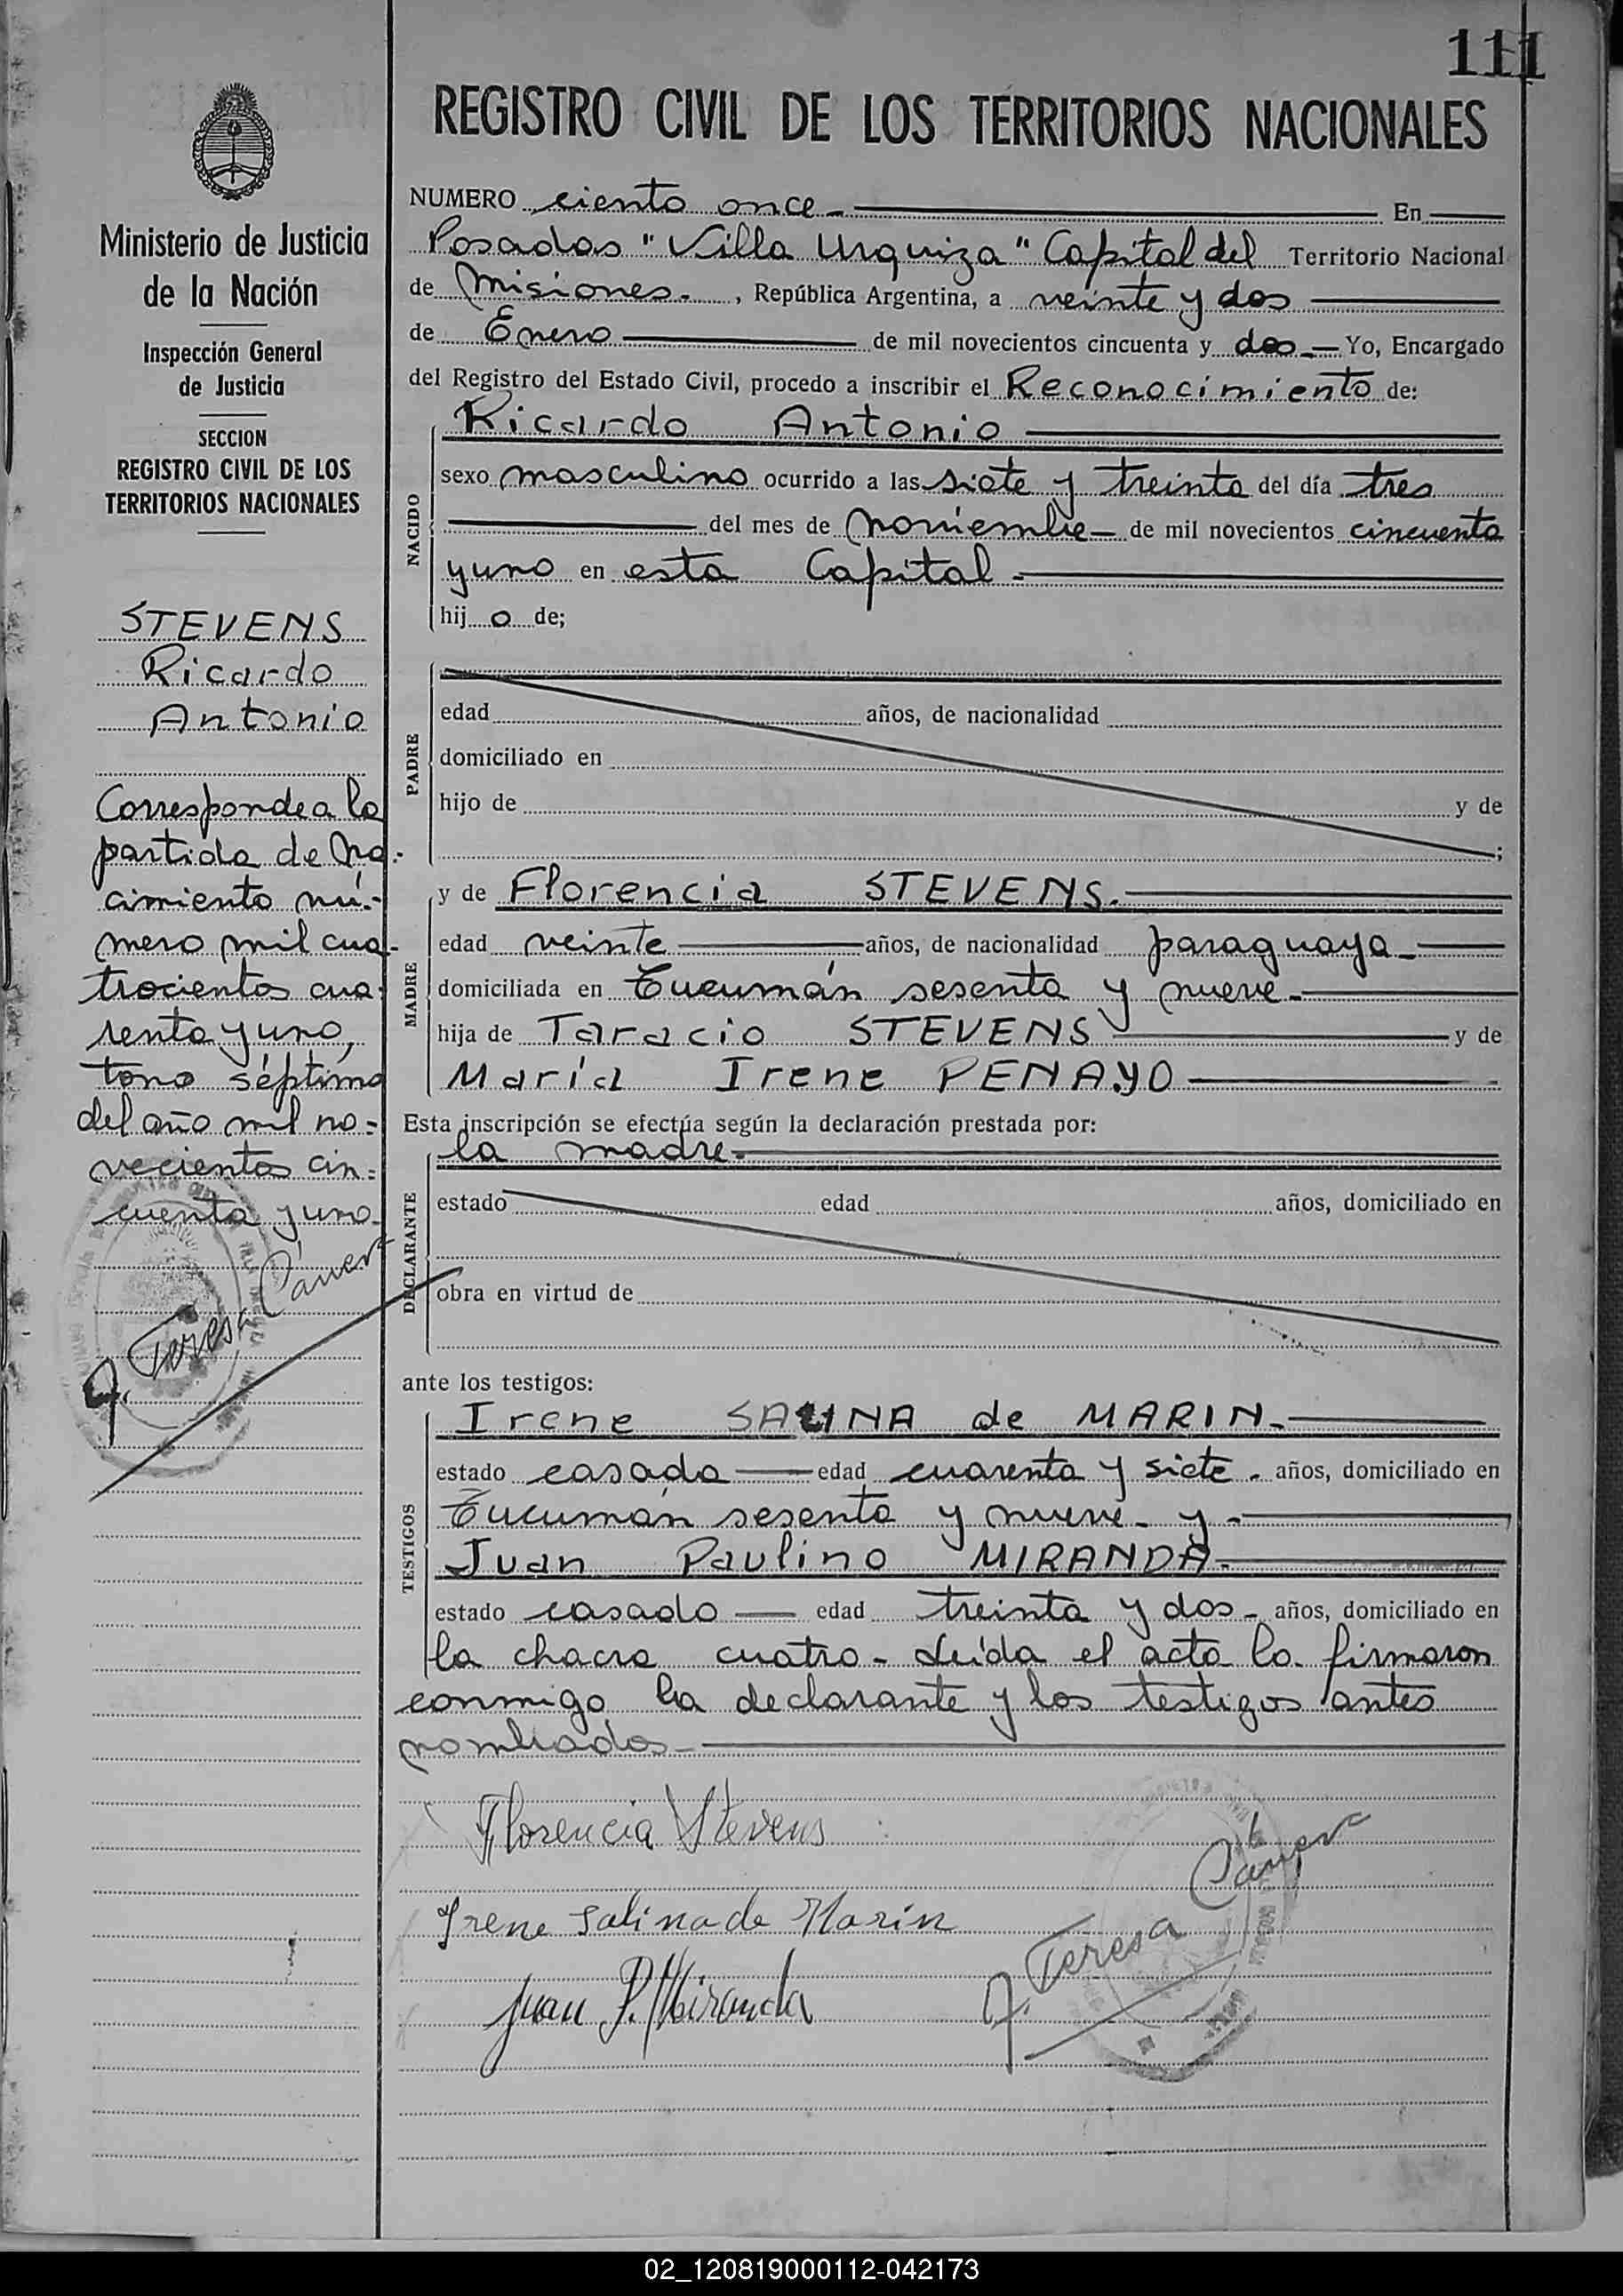 111
REGISTRO CIVIL DE LOS TERRITORIOS NACIONALES
Ministerio de Justicia
de la Nación
Inspección General
de Justicia
SECCION
REGISTRO CIVIL DE LOS
TERRITORIOS NACIONALES
STEVENS
Ricardo
Antonio
Corresponde a la
partida de Na-
cimiento nú-
mero mil cua-
trocientos cua-
renta y uno,
tomo séptimo
del año mil no-
vecientos cin-
cuenta y uno.
NUMERO ciento once.— En
Posadas "Villa Urquiza" Capital del Territorio Nacional
de Misiones.-, República Argentina, a veinte y dos
de Enero de mil novecientos cincuenta y dos.— Yo, Encargado
del Registro del Estado Civil, procedo a inscribir el Reconocimiento de:
NACIDO
Ricardo Antonio
sexo masculino ocurrido a las siete y treinta del día tres
del mes de noviembre— de mil novecientos cincuenta
y uno en esta Capital.-
hij o de;
PADRE
edad años, de nacionalidad
domiciliado en
hijo de y de
;
MADRE
y de Florencia STEVENS.-
edad veinte años, de nacionalidad paraguaya.-
domiciliada en Tucumán sesenta y nueve.-
hija de Taracio STEVENS y de
María Irene PENAYO
Esta inscripción se efectúa según la declaración prestada por:
DECLARANTE
la madre.-
estado edad años, domiciliado en
obra en virtud de
ante los testigos:
TESTIGOS
Irene SALINA de MARIN.-
estado casada — edad cuarenta y siete. años, domiciliado en
Tucumán sesenta y nueve- y.-
Juan Paulino MIRANDA.-
estado casado — edad treinta y dos- años, domiciliado en
la chacra cuatro.- Leída el acta la firmaron
conmigo la declarante y los testigos antes
nombrados.-
Florencia Stevens
Irene Salina de Marin
Juan P. Miranda
02_120819000112-042173